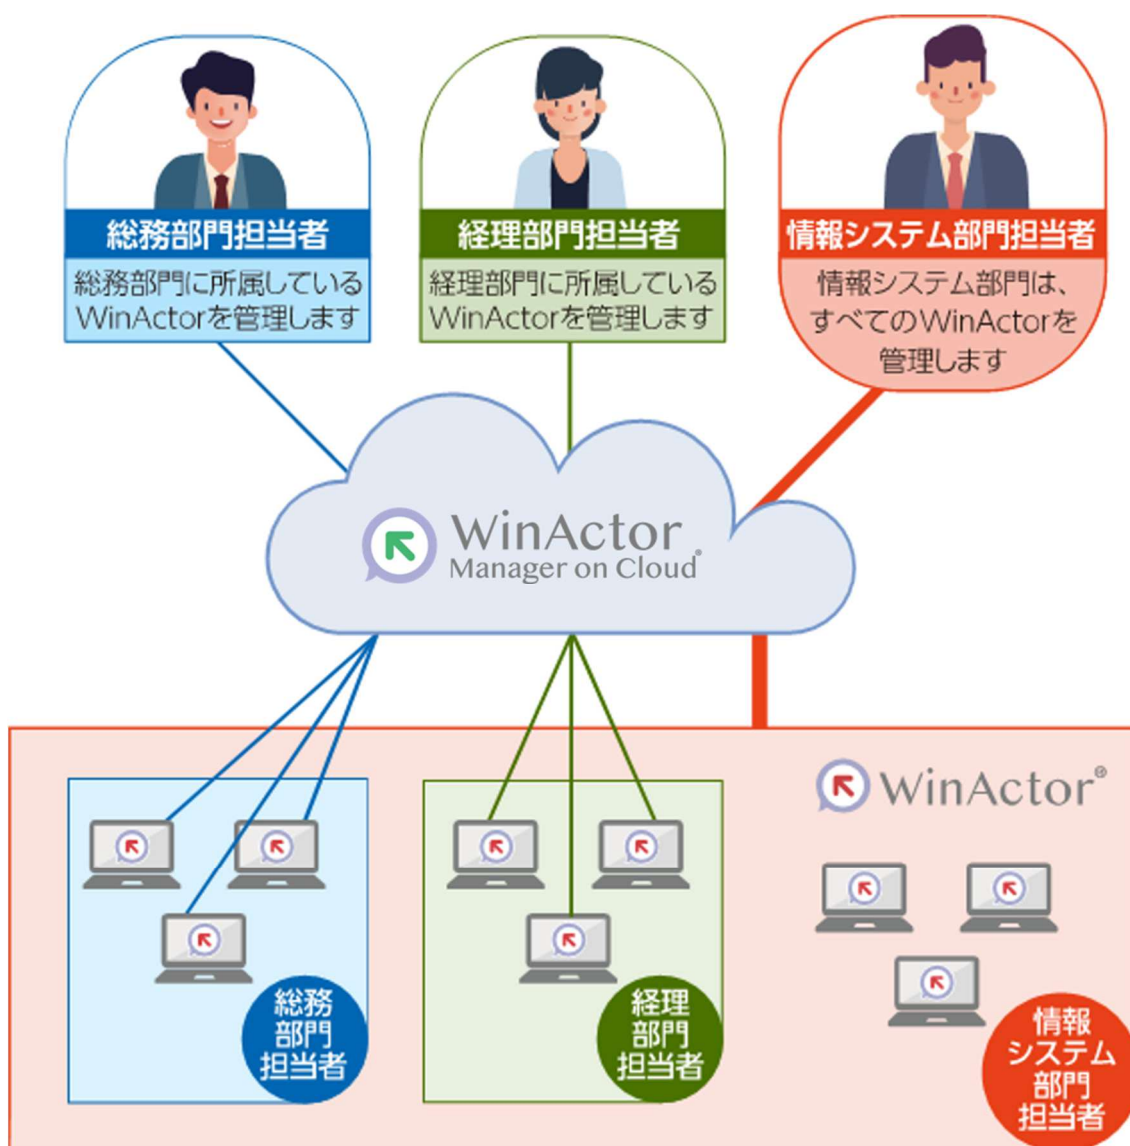 総務部門担当者
総務部門に所属している
WinActorを管理します
経理部門担当者
経理部門に所属している
WinActorを管理します
情報システム部門担当者
情報システム部門は、
すべてのWinActorを
管理します
WinActor
Manager on Cloud®
WinActor®
総務
部門
担当者
経理
部門
担当者
情報
システム
部門
担当者